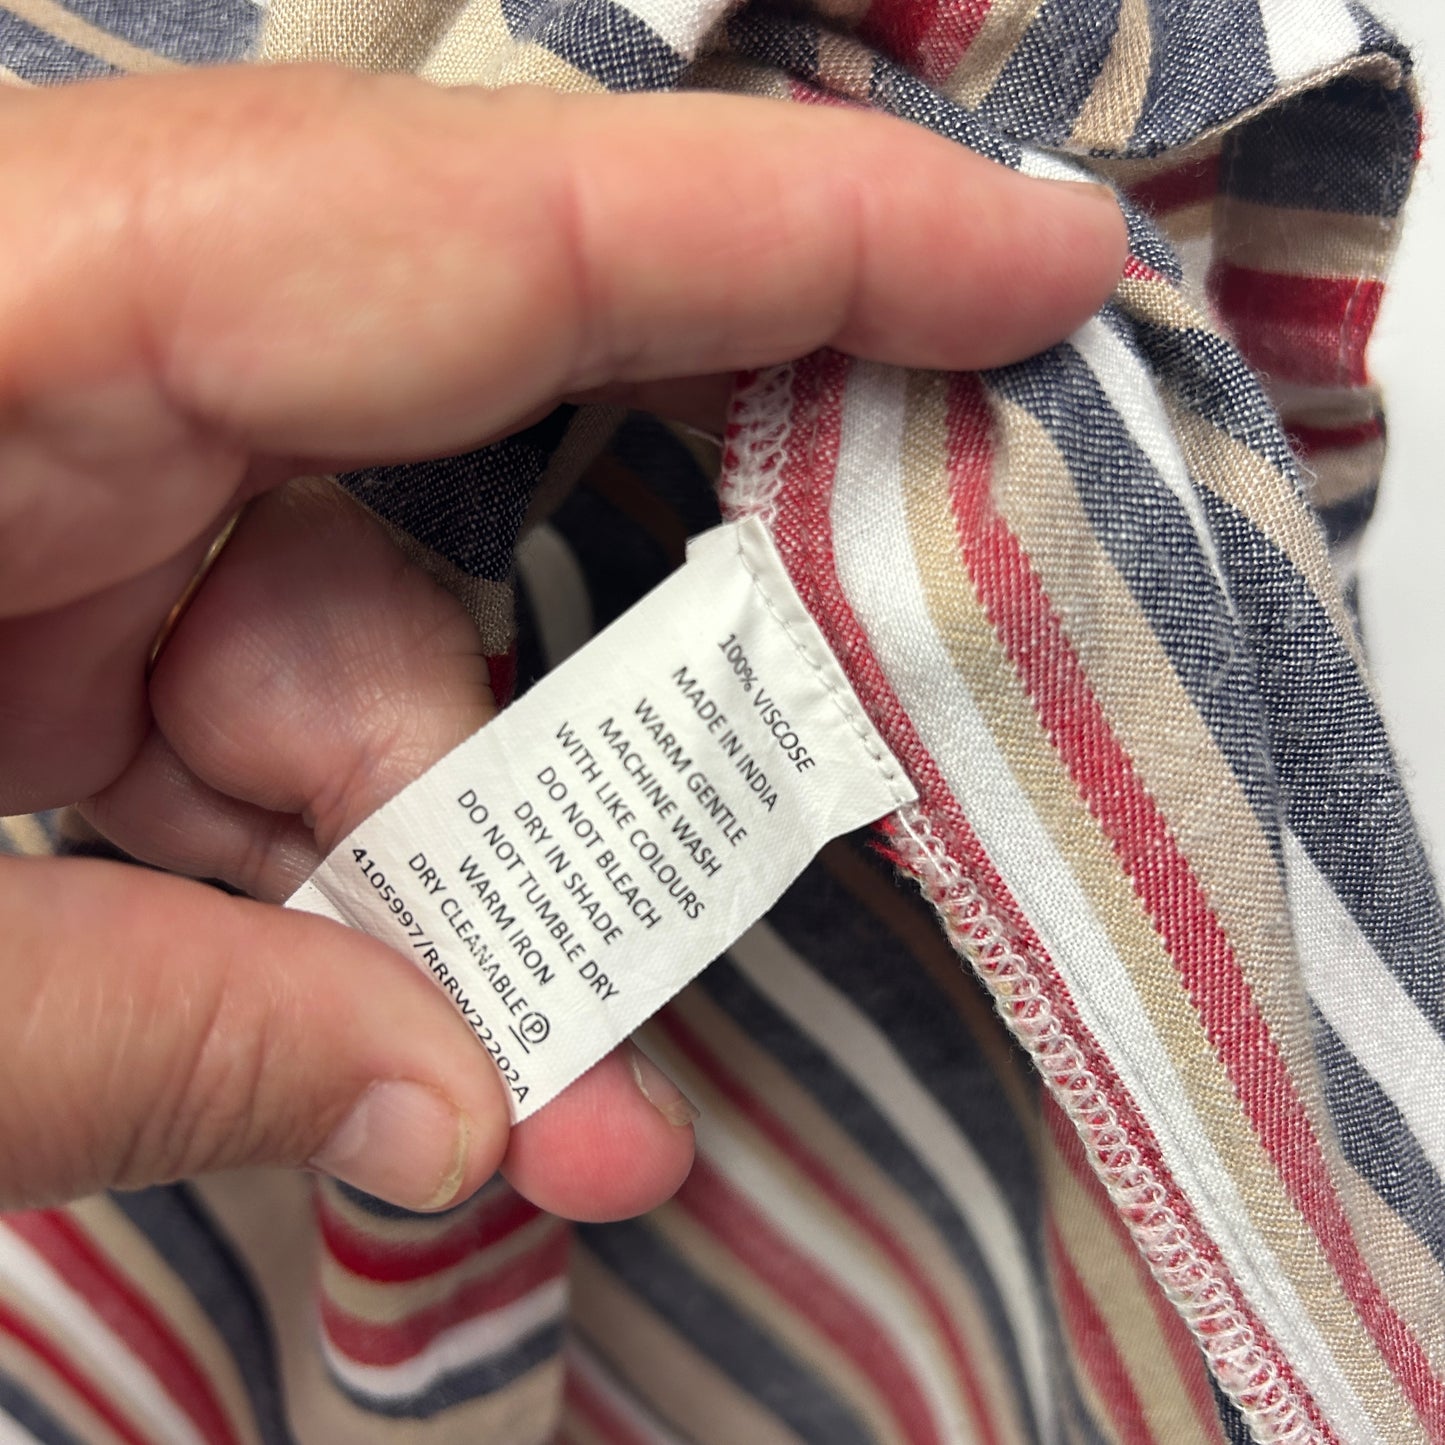 100% VISCOSE
MADE IN INDIA
WARM GENTLE
MACHINE WASH
WITH LIKE COLOURS
DO NOT BLEACH
DRY IN SHADE
DO NOT TUMBLE DRY
WARM IRON
DRY CLEANABLE Ⓟ
4105997/RRRW22202A